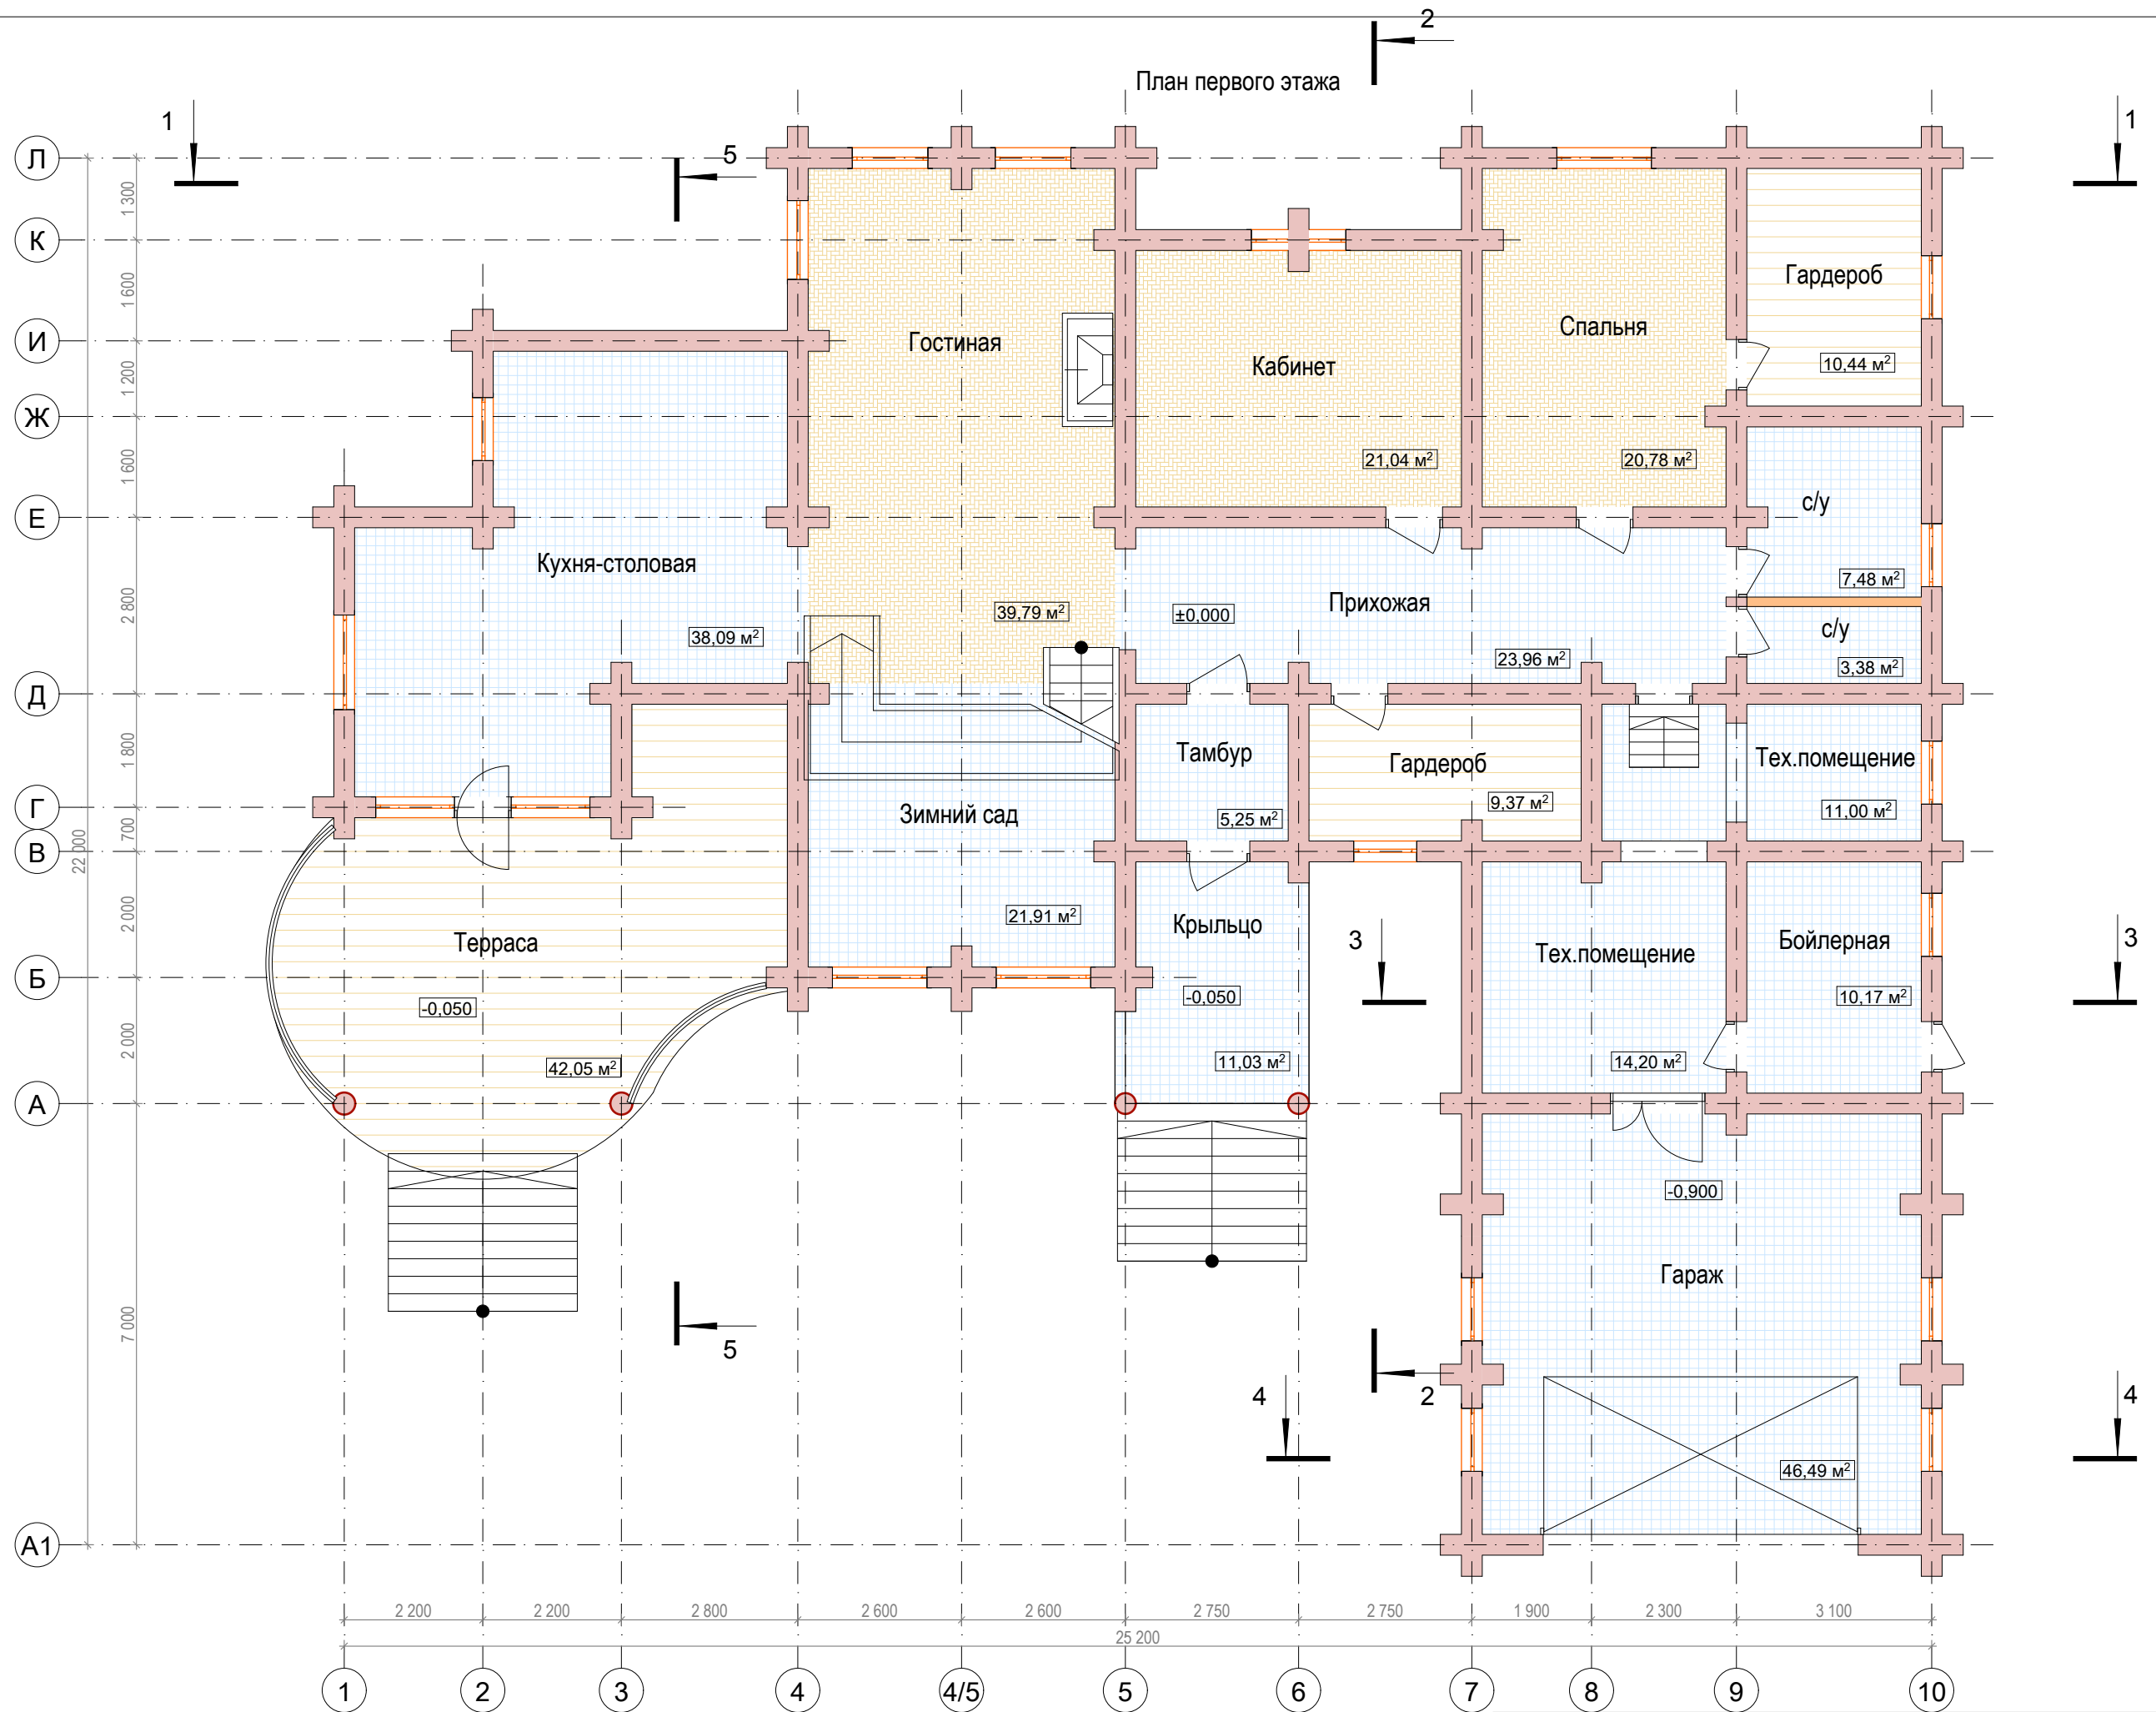 2
План первого этажа
1
1
5
Л
1 300
К
1 600
Гардероб
Спальня
И
Гостиная
Кабинет
10,44 м²
1 200
Ж
21,04 м²
20,78 м²
1 600
с/у
Е
Кухня-столовая
7,48 м²
2 800
39,79 м²
±0,000
Прихожая
с/у
38,09 м²
23,96 м²
3,38 м²
Д
1 800
Тамбур
Гардероб
Тех.помещение
Г
9,37 м²
Зимний сад
5,25 м²
11,00 м²
700
В
22 000
2 000
21,91 м²
Крыльцо
Терраса
3
Тех.помещение
Бойлерная
3
Б
-0,050
-0,050
10,17 м²
2 000
42,05 м²
11,03 м²
14,20 м²
А
-0,900
Гараж
7 000
5
4
2
4
46,49 м²
А1
2 200
2 200
2 800
2 600
2 600
2 750
2 750
1 900
2 300
3 100
25 200
1
2
3
4
4/5
5
6
7
8
9
10